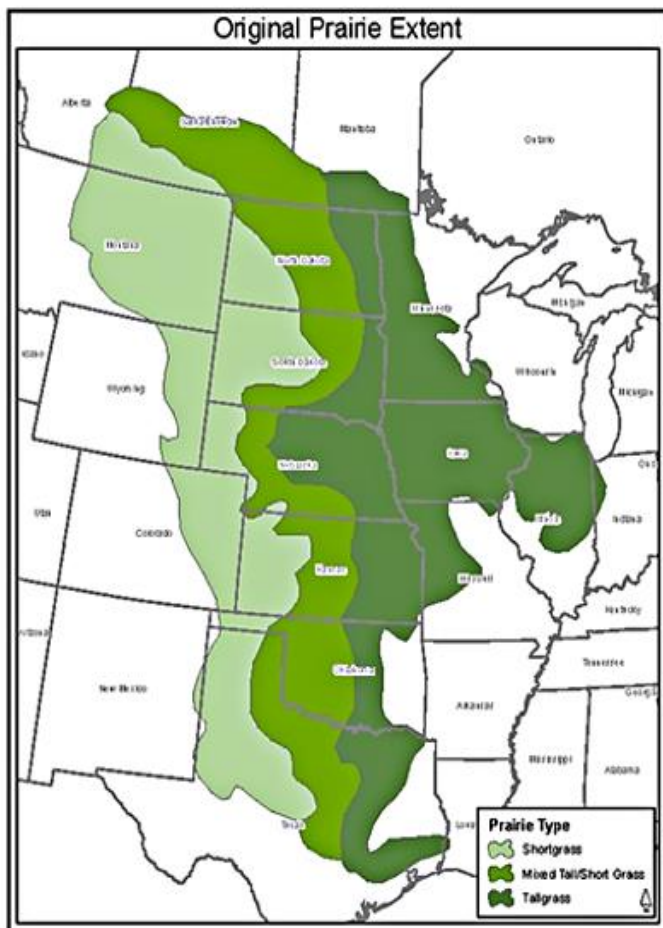 Original Prairie Extent
Alberta
Manitoba
Ontario
Montana
North Dakota
Minnesota
Michigan
South Dakota
Wisconsin
Michigan
Wyoming
Iowa
Nebraska
Utah
Colorado
Indiana
Kansas
Missouri
Kentucky
Tennessee
Oklahoma
New Mexico
Arkansas
Mississippi
Alabama
Texas
Prairie Type
Shortgrass
Mixed Tall/Short Grass
Tallgrass